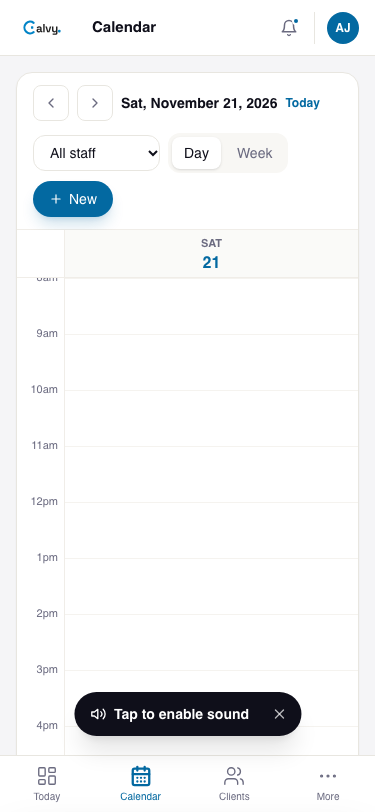 Calvy.
Calendar
AJ
Sat, November 21, 2026 Today
All staff
Day
Week
+ New
SAT
21
8am
9am
10am
11am
12pm
1pm
2pm
3pm
4pm
Tap to enable sound
Today
Calendar
Clients
More